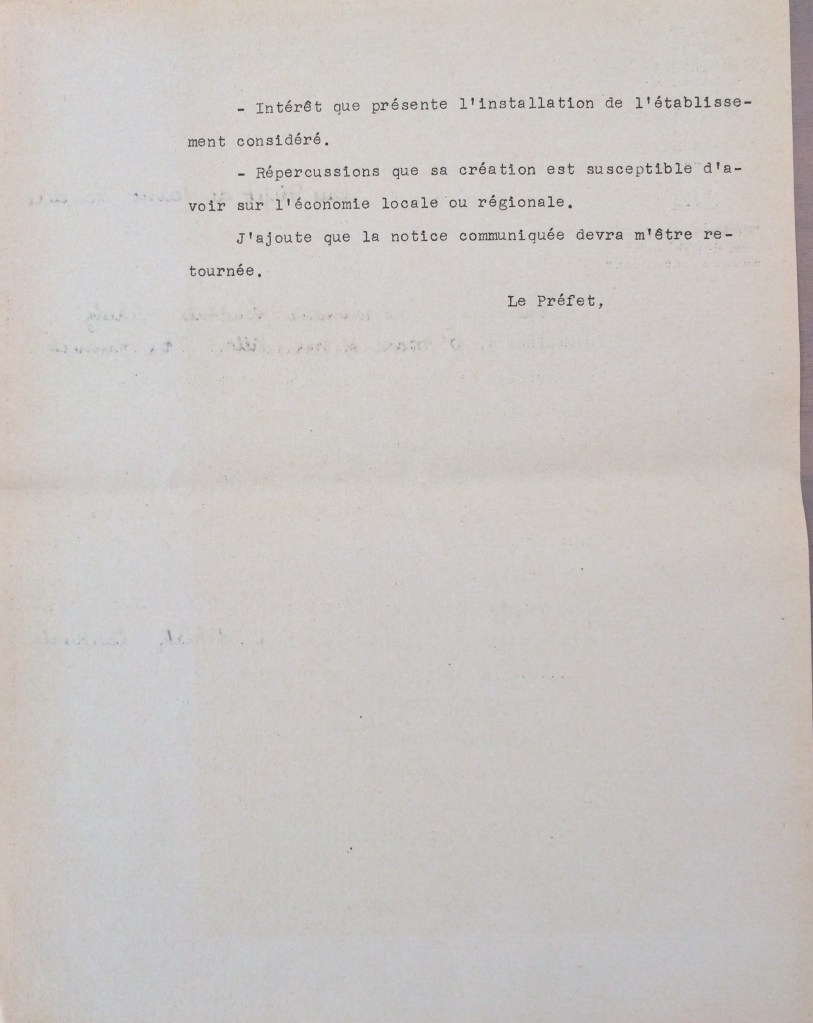 - Intérêt que présente l'installation de l'établisse-
ment considéré.
- Répercussions que sa création est susceptible d'a-
voir sur l'économie locale ou régionale.
J'ajoute que la notice communiquée devra m'être re-
tournée.
Le Préfet,